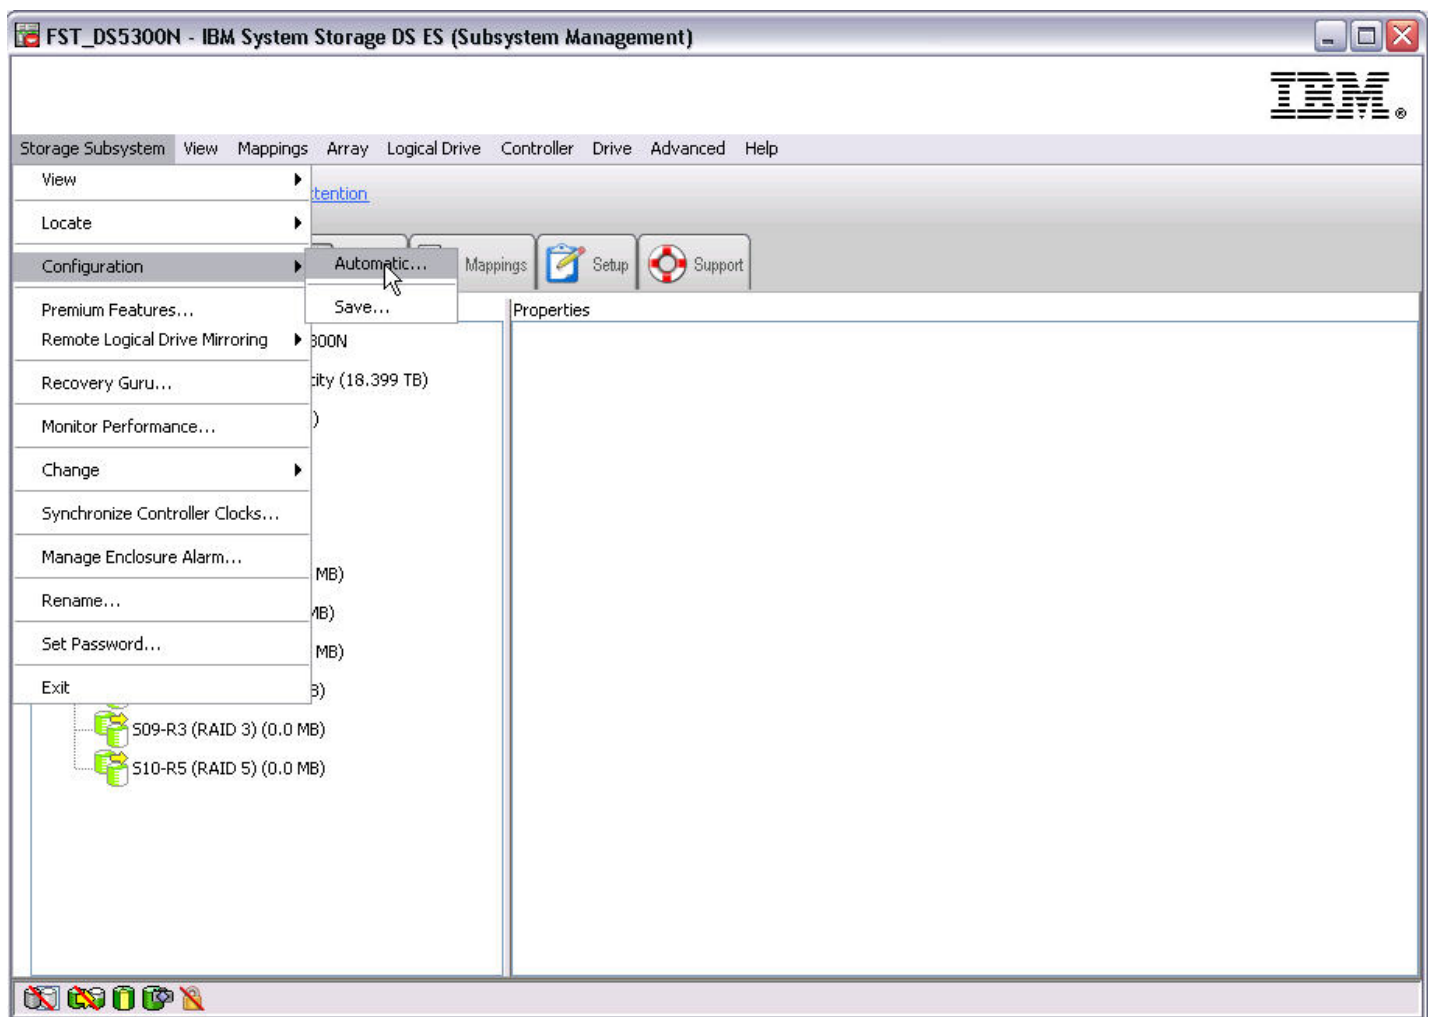 FST_DS5300N - IBM System Storage DS ES (Subsystem Management)
IBM®
Storage Subsystem View Mappings Array Logical Drive Controller Drive Advanced Help
View
Locate
Configuration
Automatic...
Save...
Mappings
Setup
Support
Premium Features...
Remote Logical Drive Mirroring
Recovery Guru...
Monitor Performance...
Change
Synchronize Controller Clocks...
Manage Enclosure Alarm...
Rename...
Set Password...
Exit
Properties
300N
(18.399 TB)
)
MB)
MB)
S09-R3 (RAID 3) (0.0 MB)
S10-R5 (RAID 5) (0.0 MB)